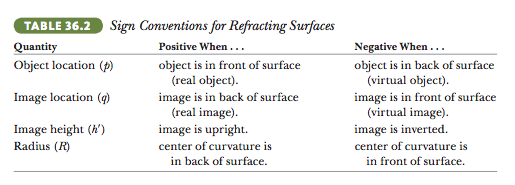 TABLE 36.2 Sign Conventions for Refracting Surfaces
Quantity Positive When . . . Negative When . . .
Object location (p) object is in front of surface object is in back of surface
(real object). (virtual object).
Image location (q) image is in back of surface image is in front of surface
(real image). (virtual image).
Image height (h′) image is upright. image is inverted.
Radius (R) center of curvature is center of curvature is
in back of surface. in front of surface.